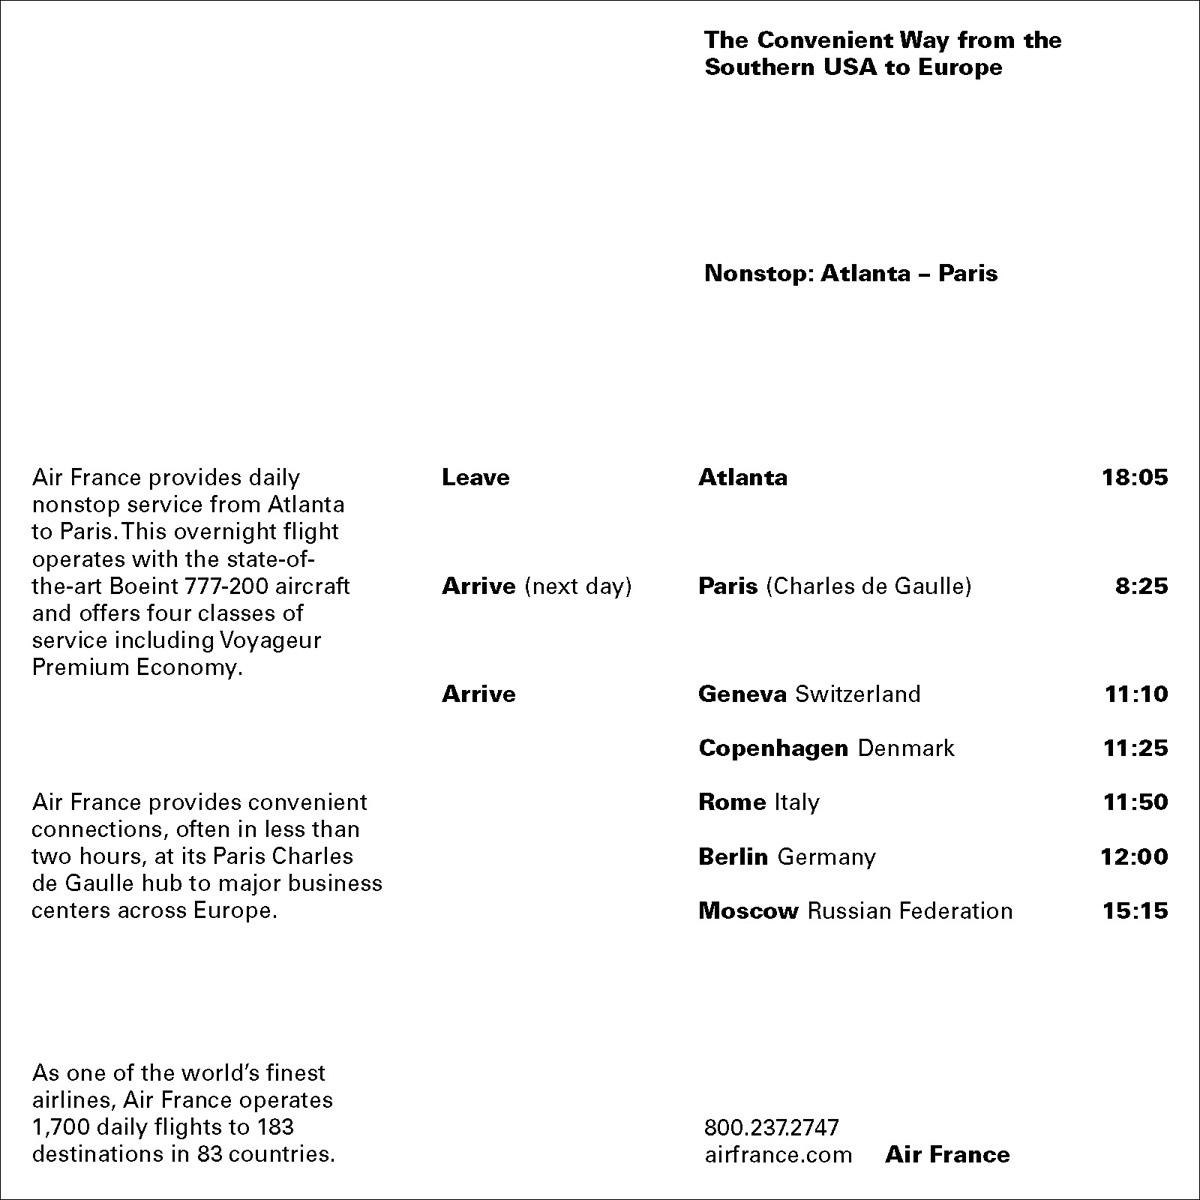 The Convenient Way from the
Southern USA to Europe
Nonstop: Atlanta – Paris
Air France provides daily
nonstop service from Atlanta
to Paris. This overnight flight
operates with the state-of-
the-art Boeint 777-200 aircraft
and offers four classes of
service including Voyageur
Premium Economy.
Air France provides convenient
connections, often in less than
two hours, at its Paris Charles
de Gaulle hub to major business
centers across Europe.
As one of the world’s finest
airlines, Air France operates
1,700 daily flights to 183
destinations in 83 countries.
Leave Atlanta 18:05
Arrive (next day) Paris (Charles de Gaulle) 8:25
Arrive Geneva Switzerland 11:10
Copenhagen Denmark 11:25
Rome Italy 11:50
Berlin Germany 12:00
Moscow Russian Federation 15:15
800.237.2747
airfrance.com Air France